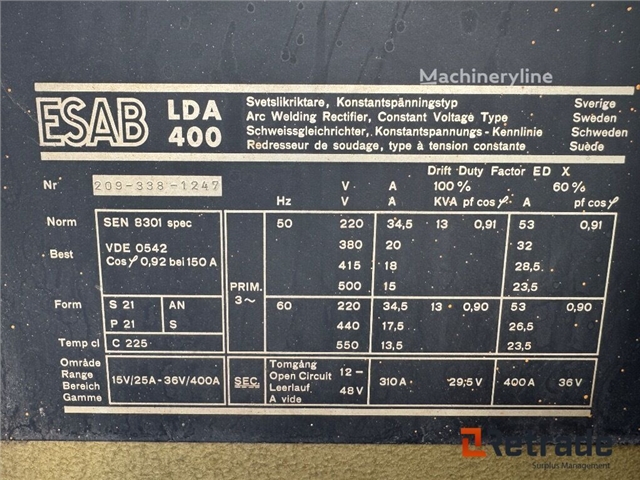 Machineryline
ESAB LDA 400
Svetslikriktare, Konstantspänningstyp Sverige
Arc Welding Rectifier, Constant Voltage Type Sweden
Schweissgleichrichter, Konstantspannungs - Kennlinie Schweden
Redresseur de soudage, type à tension constante Suède
Drift Duty Factor ED X
Nr 209-338-1247 V A 100% 60%
Hz KVA pf cos φ A pf cos φ
Norm SEN 8301 spec 50 220 34,5 13 0,91 53 0,91
Best VDE 0542 380 20 32
Cos φ 0,92 bei 150 A 415 18 28,5
PRIM. 3~ 500 15 23,5
Form S 21 AN 60 220 34,5 13 0,90 53 0,90
P 21 S 440 17,5 26,5
Temp cl C 225 550 13,5 23,5
Område Tomgång
Range Open Circuit 12-
Bereich 15V/25A - 36V/400A SEC. Leerlauf 48V 310A 29,5V 400A 36V
Gamme A vide
Retrade
Surplus Management